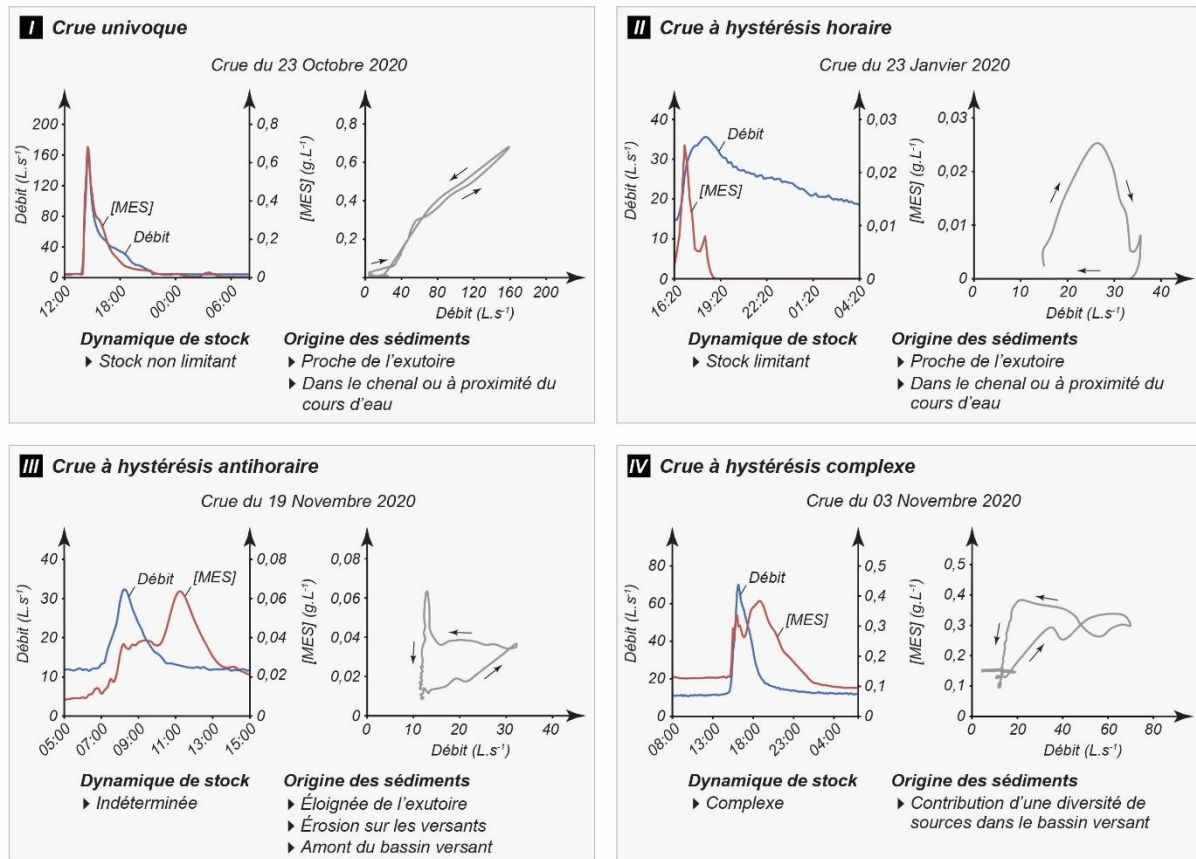 I Crue univoque
Crue du 23 Octobre 2020
Débit (L.s⁻¹)
200
160
120
80
40
0
0,8
0,6
0,4
0,2
0
[MES]
Débit
12:00
18:00
00:00
06:00
[MES] (g.L⁻¹)
0,8
0,6
0,4
0,2
0
40
80
120
160
200
Débit (L.s⁻¹)
Dynamique de stock
Stock non limitant
Origine des sédiments
Proche de l'exutoire
Dans le chenal ou à proximité du
cours d'eau
II Crue à hystérésis horaire
Crue du 23 Janvier 2020
Débit (L.s⁻¹)
40
30
20
10
0
0,03
0,02
0,01
0
Débit
[MES]
16:20
19:20
22:20
01:20
04:20
[MES] (g.L⁻¹)
0,03
0,02
0,01
0
0
10
20
30
40
Débit (L.s⁻¹)
Dynamique de stock
Stock limitant
Origine des sédiments
Proche de l'exutoire
Dans le chenal ou à proximité du
cours d'eau
III Crue à hystérésis antihoraire
Crue du 19 Novembre 2020
Débit (L.s⁻¹)
40
30
20
10
0
0,08
0,06
0,04
0,02
0
Débit
[MES]
05:00
07:00
09:00
11:00
13:00
15:00
[MES] (g.L⁻¹)
0,08
0,06
0,04
0,02
0
0
10
20
30
40
Débit (L.s⁻¹)
Dynamique de stock
Indéterminée
Origine des sédiments
Éloignée de l'exutoire
Érosion sur les versants
Amont du bassin versant
IV Crue à hystérésis complexe
Crue du 03 Novembre 2020
Débit (L.s⁻¹)
80
60
40
20
0
0,5
0,4
0,3
0,2
0,1
0
Débit
[MES]
08:00
13:00
18:00
23:00
04:00
[MES] (g.L⁻¹)
0,5
0,4
0,3
0,2
0,1
0
0
20
40
60
80
Débit (L.s⁻¹)
Dynamique de stock
Complexe
Origine des sédiments
Contribution d'une diversité de
sources dans le bassin versant